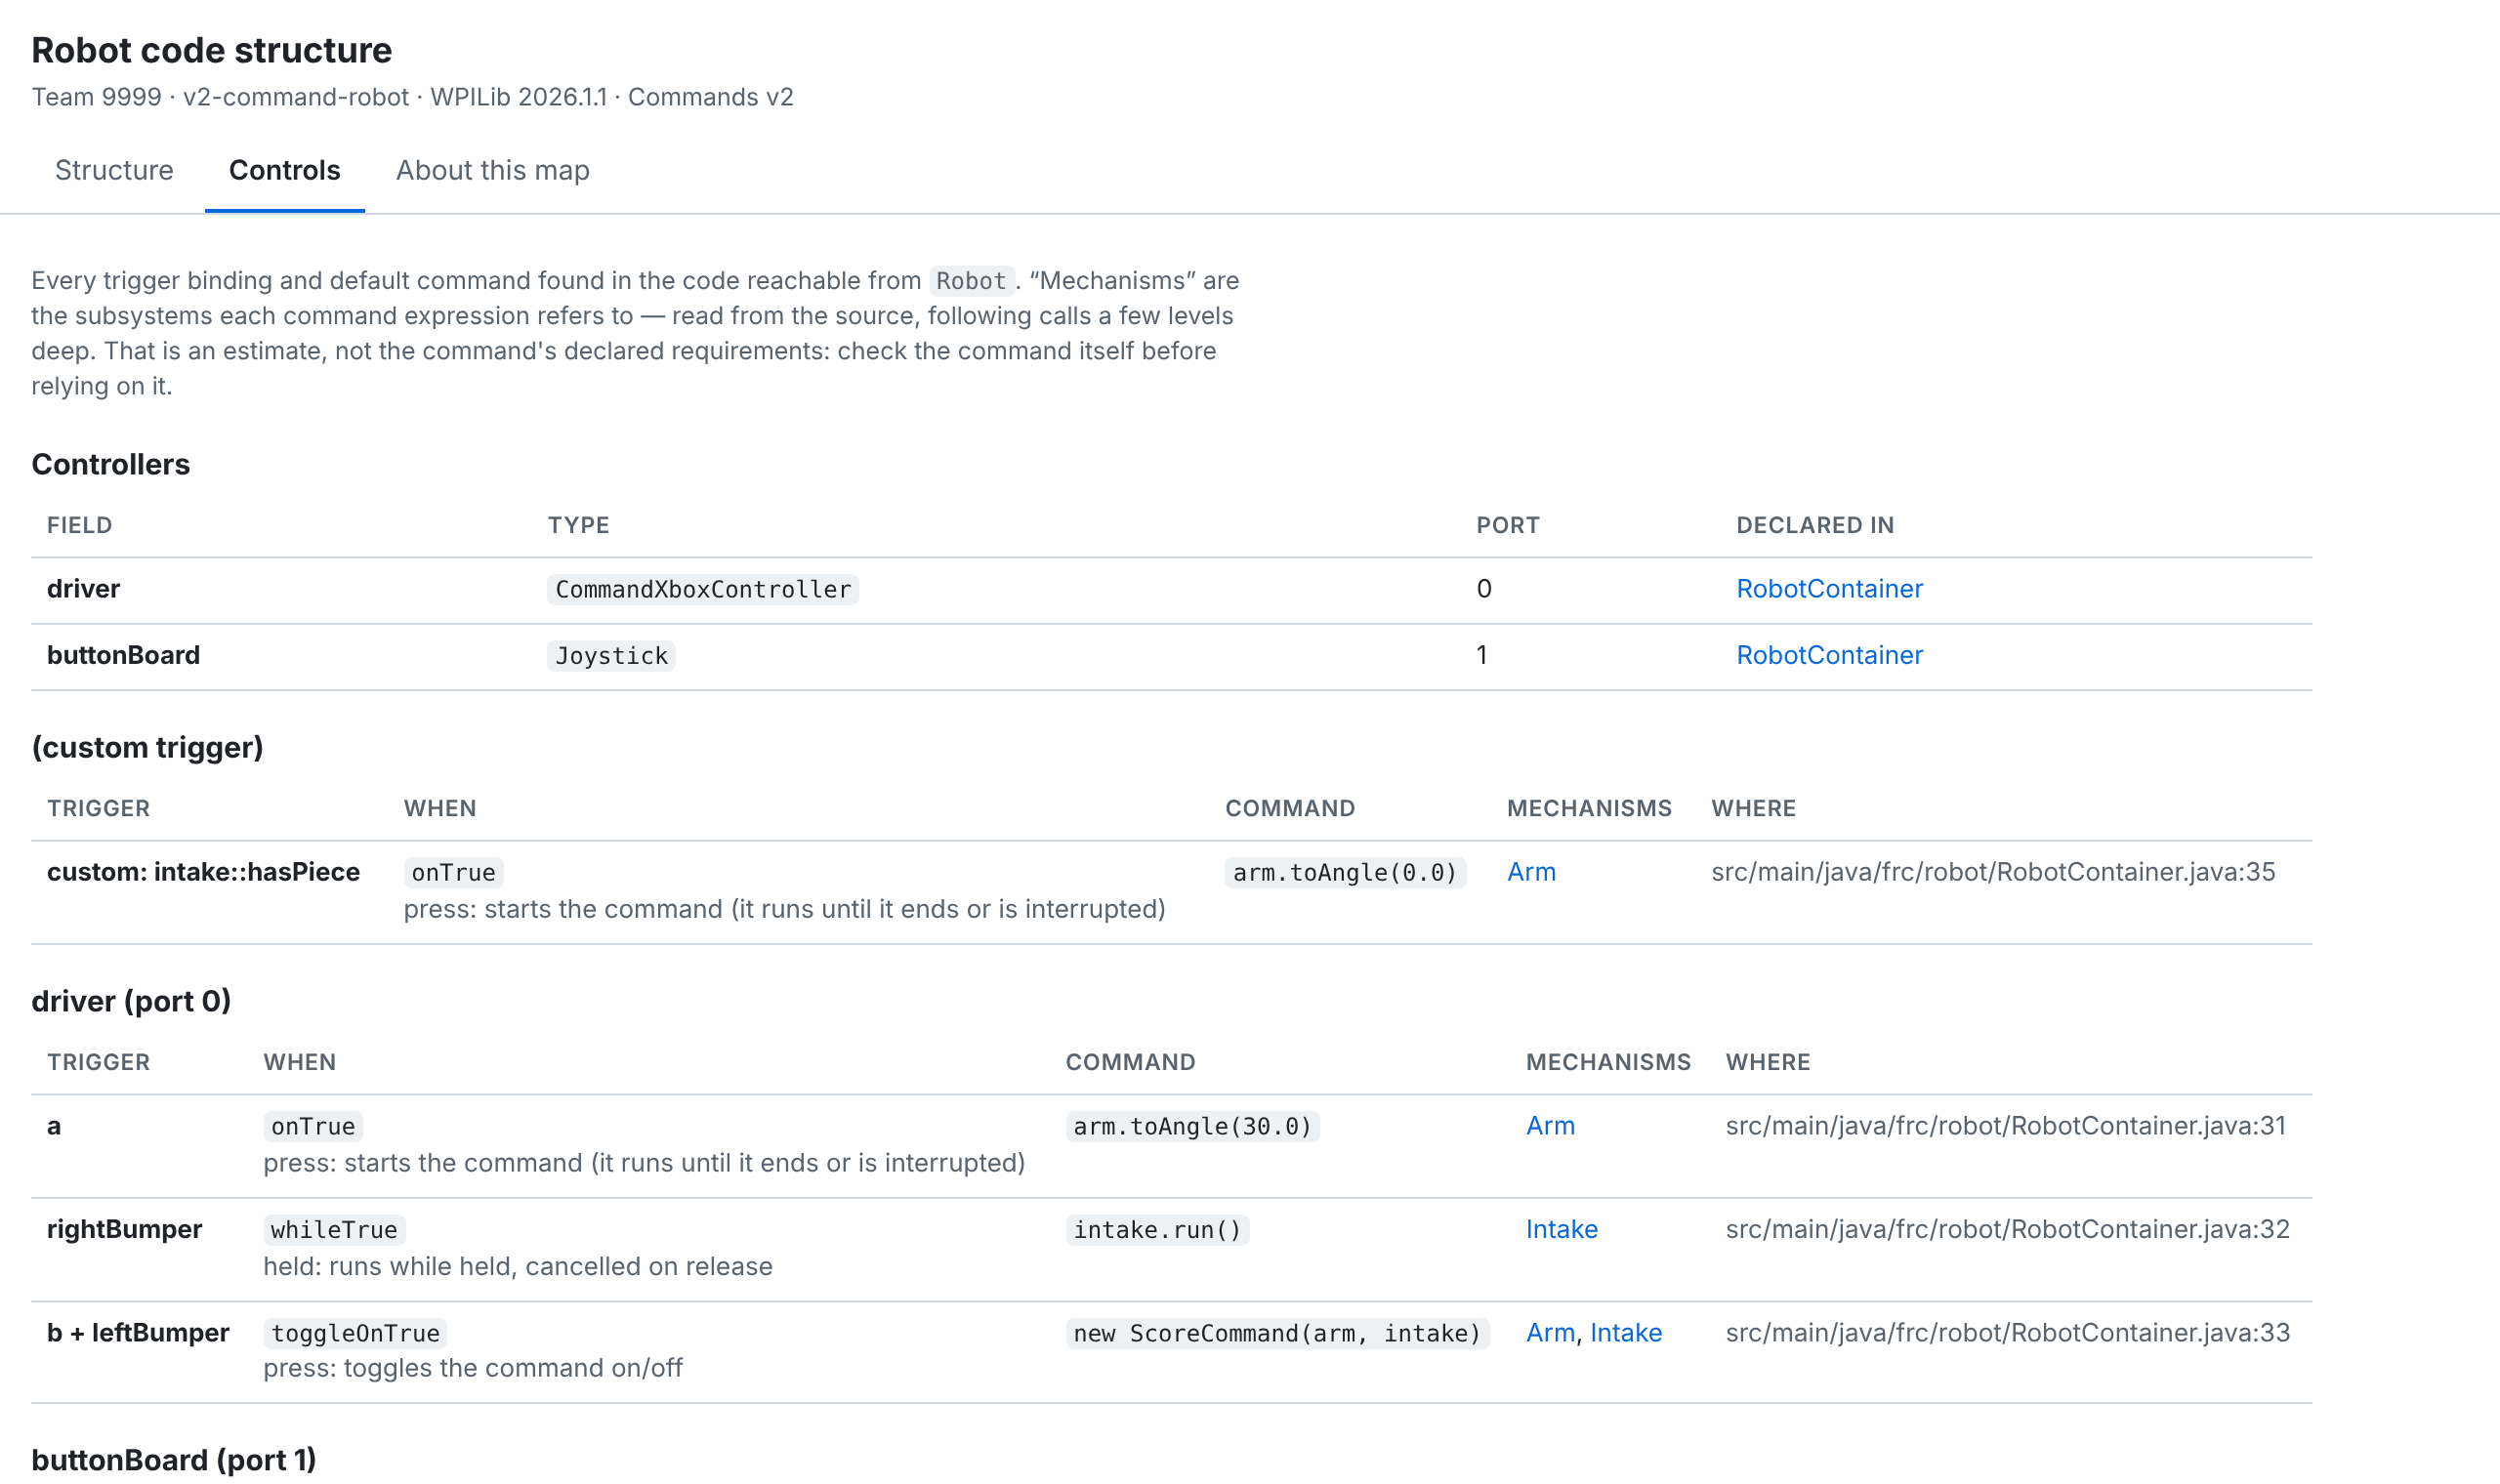 Robot code structure
Team 9999 · v2-command-robot · WPILib 2026.1.1 · Commands v2
Structure Controls About this map
Every trigger binding and default command found in the code reachable from Robot. “Mechanisms” are
the subsystems each command expression refers to — read from the source, following calls a few levels
deep. That is an estimate, not the command's declared requirements: check the command itself before
relying on it.
Controllers
FIELD TYPE PORT DECLARED IN
driver CommandXboxController 0 RobotContainer
buttonBoard Joystick 1 RobotContainer
(custom trigger)
TRIGGER WHEN COMMAND MECHANISMS WHERE
custom: intake::hasPiece onTrue arm.toAngle(0.0) Arm src/main/java/frc/robot/RobotContainer.java:35
press: starts the command (it runs until it ends or is interrupted)
driver (port 0)
TRIGGER WHEN COMMAND MECHANISMS WHERE
a onTrue arm.toAngle(30.0) Arm src/main/java/frc/robot/RobotContainer.java:31
press: starts the command (it runs until it ends or is interrupted)
rightBumper whileTrue intake.run() Intake src/main/java/frc/robot/RobotContainer.java:32
held: runs while held, cancelled on release
b + leftBumper toggleOnTrue new ScoreCommand(arm, intake) Arm, Intake src/main/java/frc/robot/RobotContainer.java:33
press: toggles the command on/off
buttonBoard (port 1)